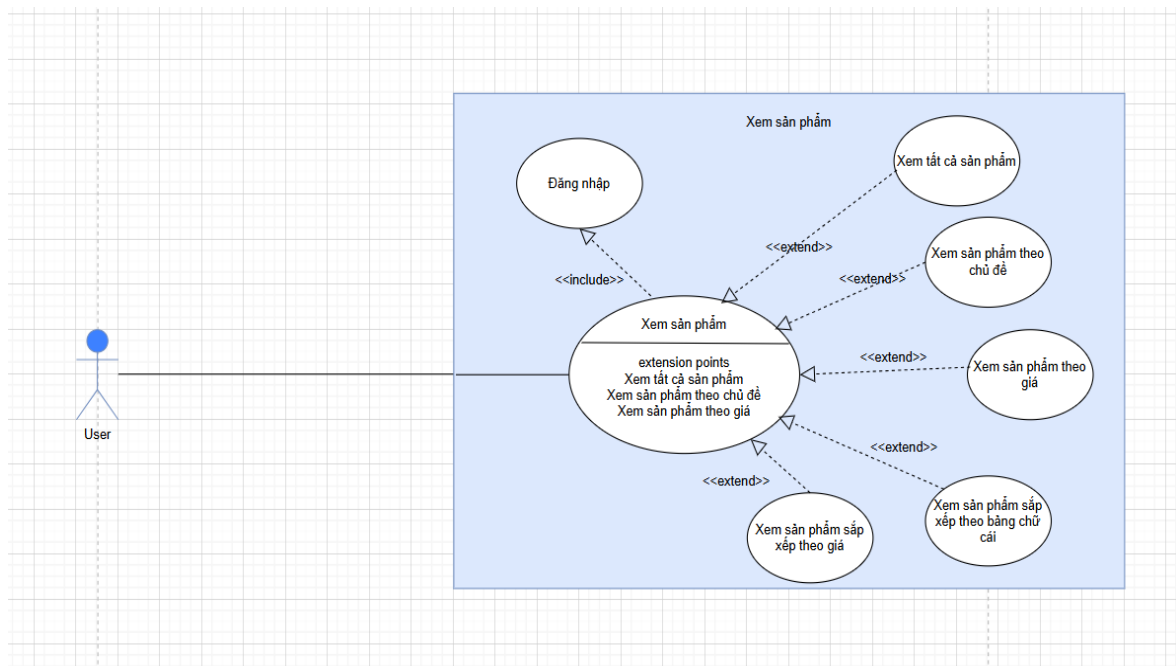 Xem sản phẩm
Đăng nhập
Xem tất cả sản phẩm
<<extend>>
Xem sản phẩm theo
chủ đề
<<extend>>
<<include>>
Xem sản phẩm
extension points
Xem tất cả sản phẩm
Xem sản phẩm theo chủ đề
Xem sản phẩm theo giá
<<extend>>
Xem sản phẩm theo
giá
User
<<extend>>
<<extend>>
Xem sản phẩm sắp
xếp theo bảng chữ
cái
Xem sản phẩm sắp
xếp theo giá